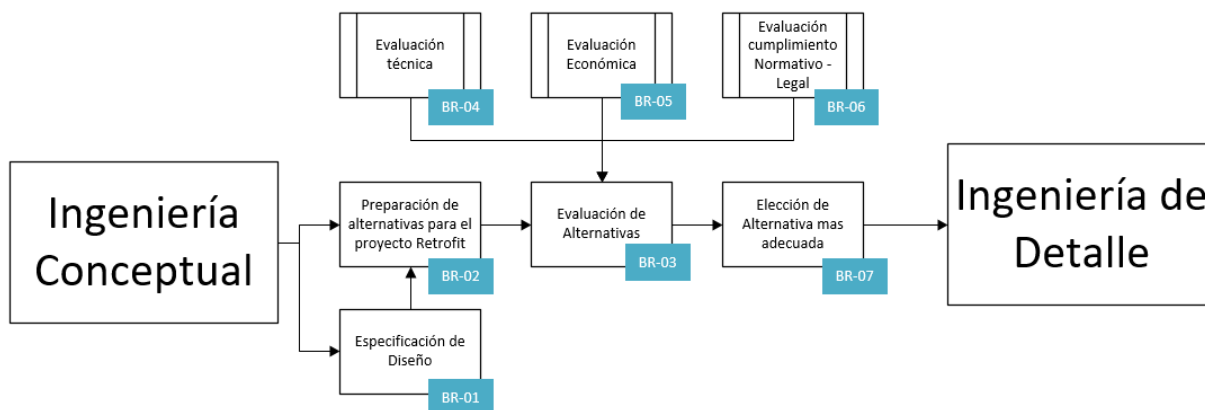 Evaluación
técnica
BR-04
Evaluación
Económica
BR-05
Evaluación
cumplimiento
Normativo -
Legal
BR-06
Ingeniería
Conceptual
Preparación de
alternativas para el
proyecto Retrofit
BR-02
Evaluación de
Alternativas
BR-03
Elección de
Alternativa mas
adecuada
BR-07
Ingeniería de
Detalle
Especificación de
Diseño
BR-01